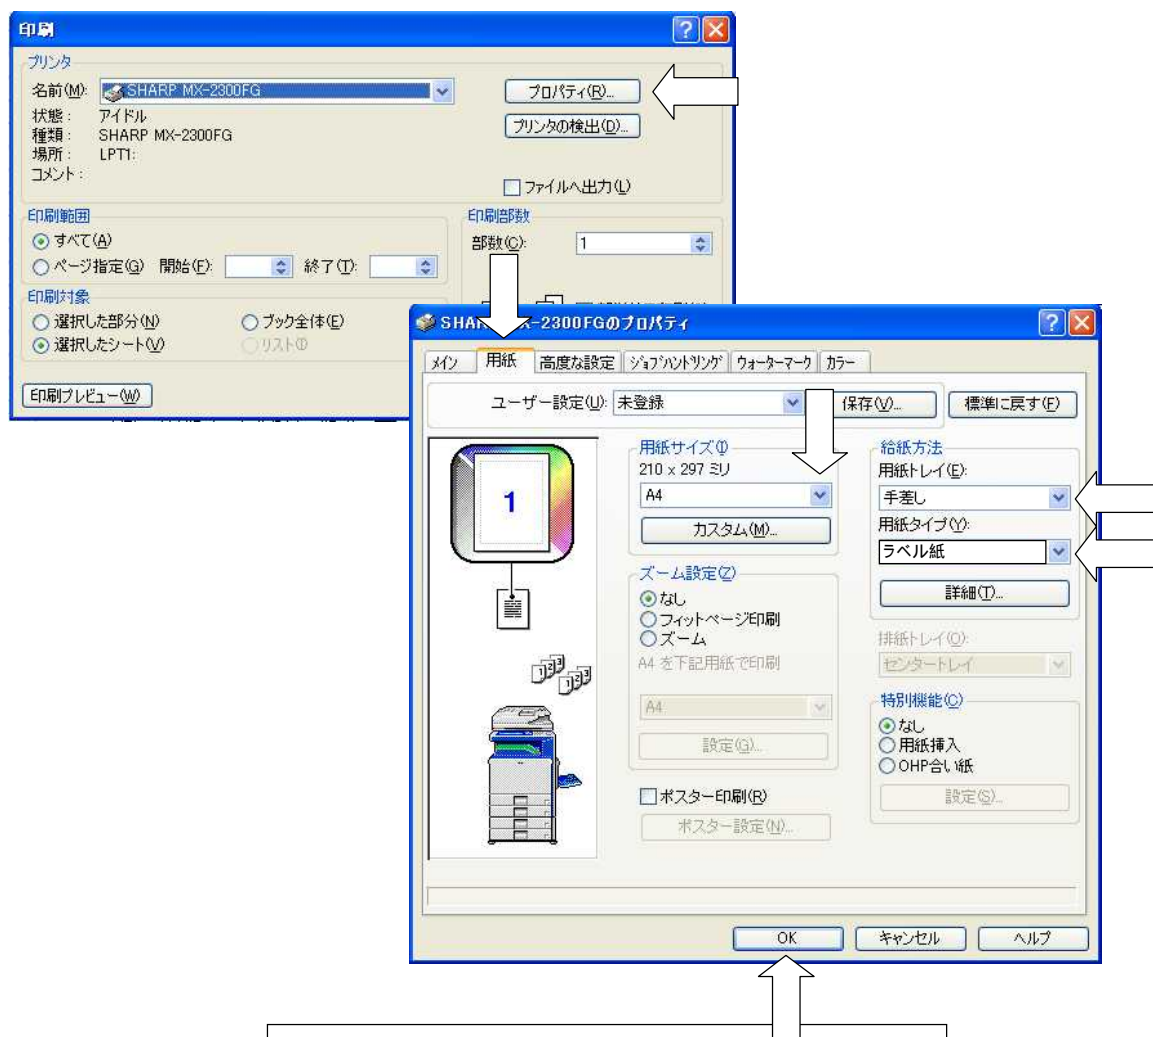 印刷
プリンタ
名前(M): SHARP MX-2300FG
プロパティ(R)...
状態: アイドル
種類: SHARP MX-2300FG
場所: LPT1:
コメント:
プリンタの検出(D)...
ファイルへ出力(L)
印刷範囲
すべて(A)
ページ指定(G) 開始(F): 終了(T):
印刷部数
部数(C): 1
印刷対象
選択した部分(N) ブック全体(E)
選択したシート(V) リスト(I)
印刷プレビュー(W)
2300FGのプロパティ
メイン 用紙 高度な設定 ジョブハンドリング ウォーターマーク カラー
ユーザー設定(U): 未登録 保存(V)... 標準に戻す(F)
1
用紙サイズ(I)
210 x 297 ミリ
A4
カスタム(M)...
ズーム設定(Z)
なし
フィットページ印刷
ズーム
A4 を下記用紙で印刷
A4
設定(G)...
ポスター印刷(R)
ポスター設定(N)...
給紙方法
用紙トレイ(E):
手差し
用紙タイプ(Y):
ラベル紙
詳細(T)...
排紙トレイ(O):
センタートレイ
特別機能(C)
なし
用紙挿入
OHP合い紙
設定(S)...
1 2 3
1 2 3
OK キャンセル ヘルプ